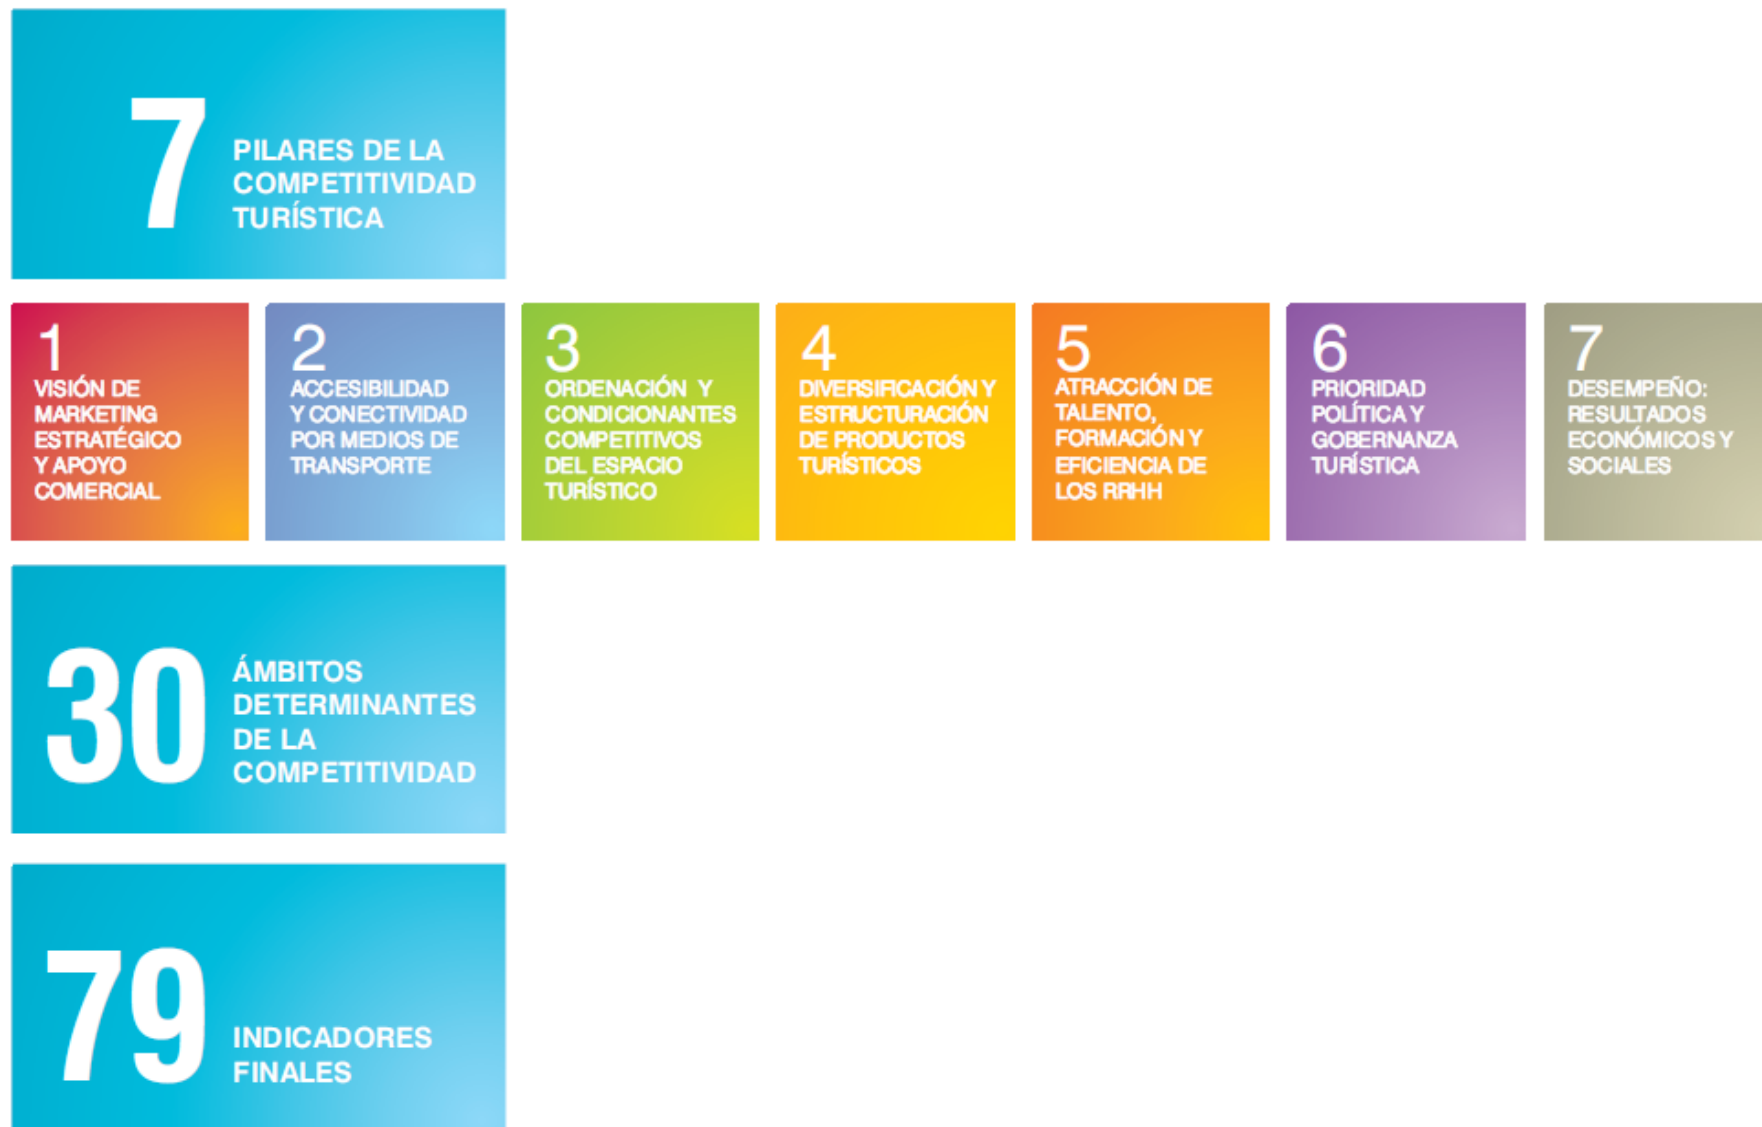 7
PILARES DE LA
COMPETITIVIDAD
TURÍSTICA
1
VISIÓN DE
MARKETING
ESTRATÉGICO
Y APOYO
COMERCIAL
2
ACCESIBILIDAD
Y CONECTIVIDAD
POR MEDIOS DE
TRANSPORTE
3
ORDENACIÓN Y
CONDICIONANTES
COMPETITIVOS
DEL ESPACIO
TURÍSTICO
4
DIVERSIFICACIÓN Y
ESTRUCTURACIÓN
DE PRODUCTOS
TURÍSTICOS
5
ATRACCIÓN DE
TALENTO,
FORMACIÓN Y
EFICIENCIA DE
LOS RRHH
6
PRIORIDAD
POLÍTICA Y
GOBERNANZA
TURÍSTICA
7
DESEMPEÑO:
RESULTADOS
ECONÓMICOS Y
SOCIALES
30
ÁMBITOS
DETERMINANTES
DE LA
COMPETITIVIDAD
79
INDICADORES
FINALES